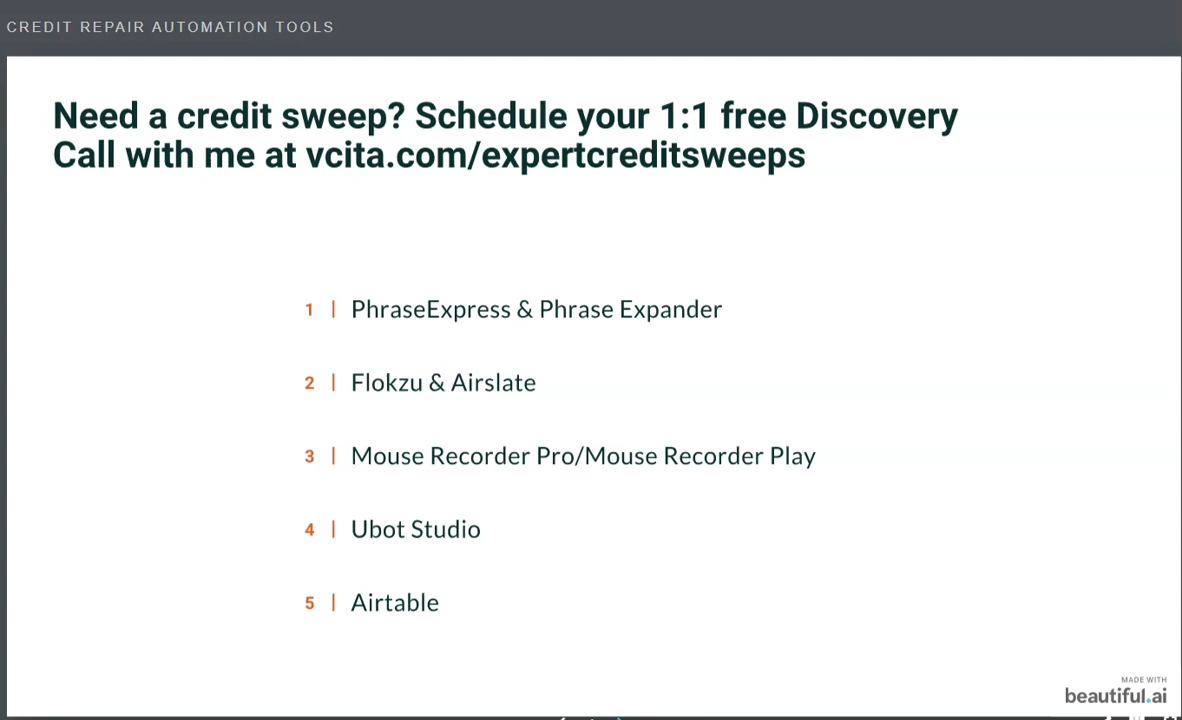 CREDIT REPAIR AUTOMATION TOOLS
Need a credit sweep? Schedule your 1:1 free Discovery
Call with me at vcita.com/expertcreditsweeps
1 | PhraseExpress & Phrase Expander
2 | Flokzu & Airslate
3 | Mouse Recorder Pro/Mouse Recorder Play
4 | Ubot Studio
5 | Airtable
MADE WITH
beautiful.ai